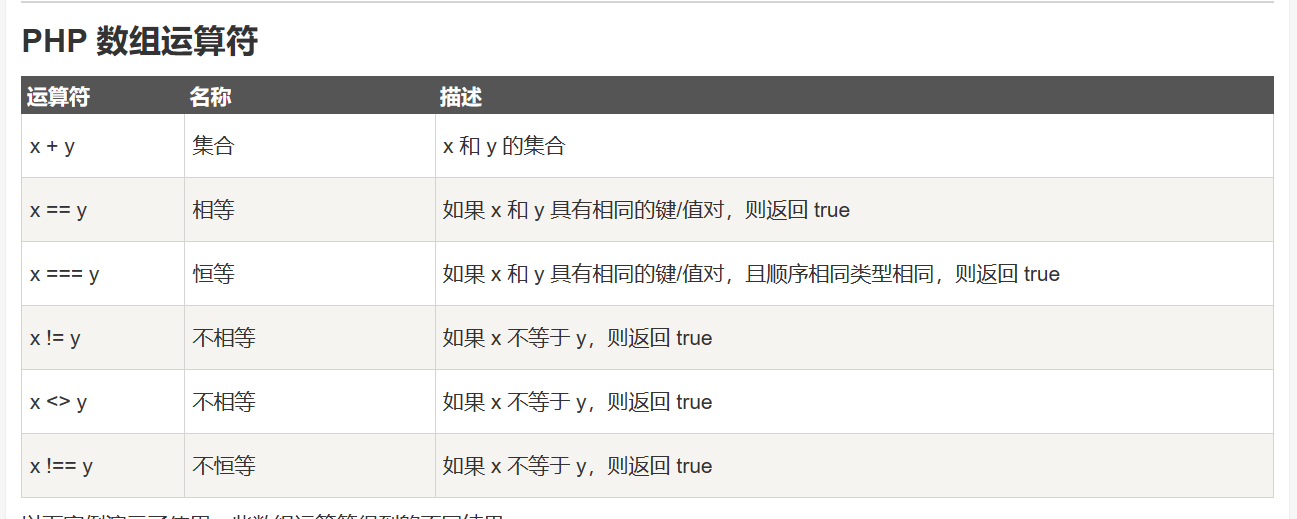 PHP 数组运算符
运算符 名称 描述
x + y 集合 x 和 y 的集合
x == y 相等 如果 x 和 y 具有相同的键/值对，则返回 true
x === y 恒等 如果 x 和 y 具有相同的键/值对，且顺序相同类型相同，则返回 true
x != y 不相等 如果 x 不等于 y，则返回 true
x <> y 不相等 如果 x 不等于 y，则返回 true
x !== y 不恒等 如果 x 不等于 y，则返回 true